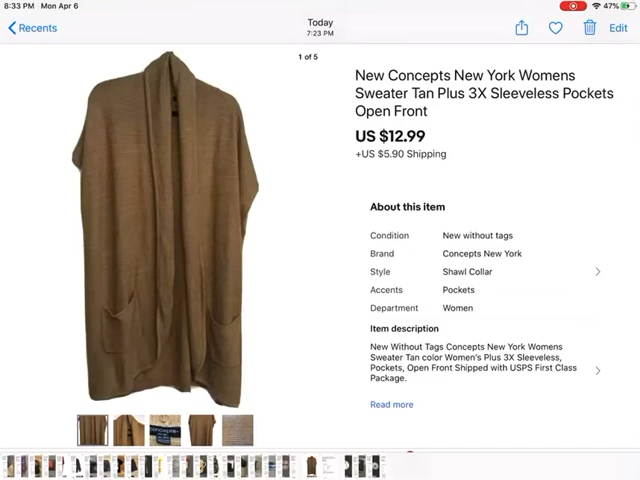 8:33 PM Mon Apr 6
47%
Recents
Today
7:23 PM
Edit
1 of 5
New Concepts New York Womens
Sweater Tan Plus 3X Sleeveless Pockets
Open Front
US $12.99
+US $5.90 Shipping
About this item
Condition New without tags
Brand Concepts New York
Style Shawl Collar
Accents Pockets
Department Women
Item description
New Without Tags Concepts New York Womens
Sweater Tan color Women's Plus 3X Sleeveless,
Pockets, Open Front Shipped with USPS First Class
Package.
Read more
concepts